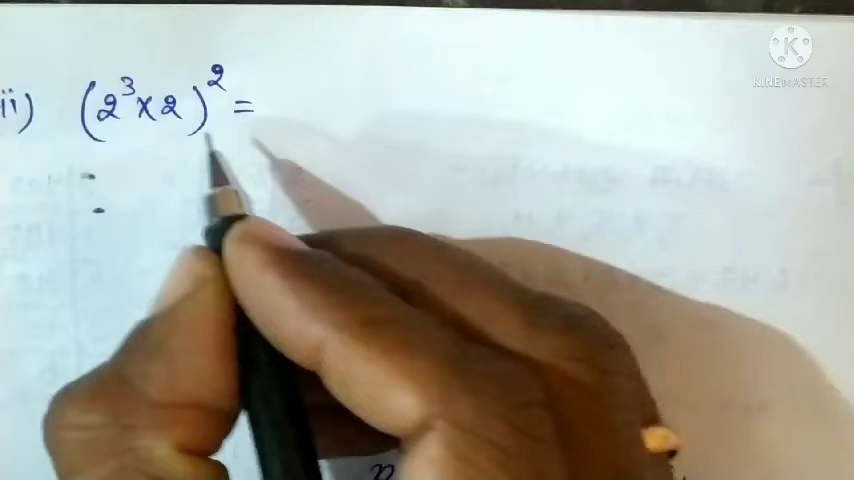 ii) (2³×2)² =
KINEMASTER